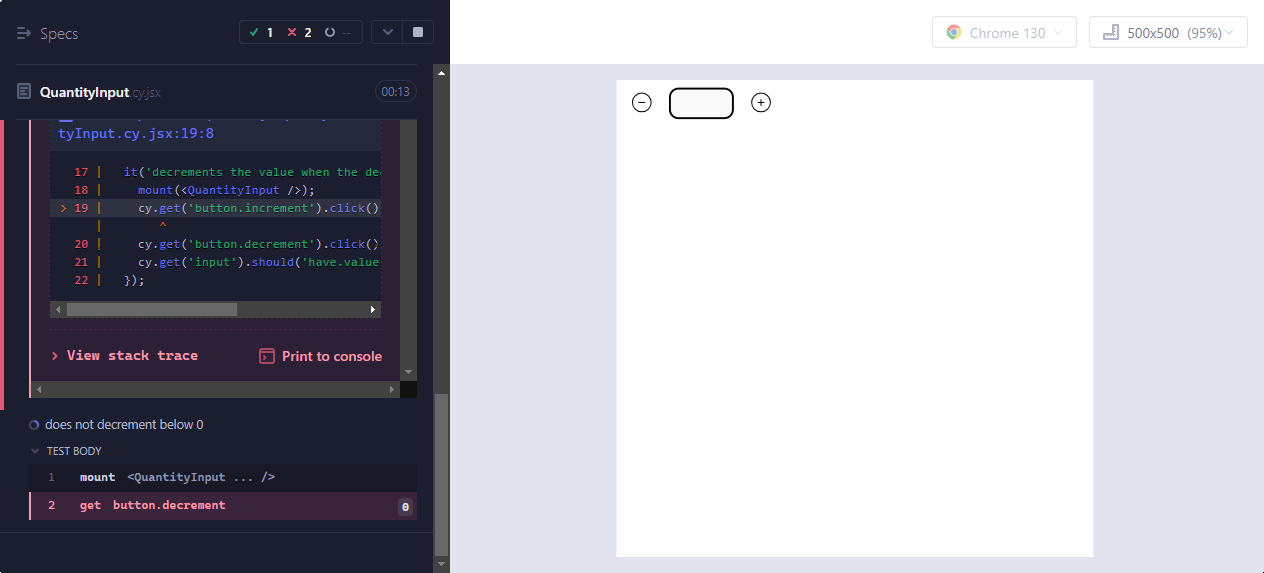 Specs
1
2
--
Chrome 130
500x500 (95%)
QuantityInput.cy.jsx
00:13
tyInput.cy.jsx:19:8
17 | it('decrements the value when the de
18 | mount(<QuantityInput />);
> 19 | cy.get('button.increment').click()
| ^
20 | cy.get('button.decrement').click()
21 | cy.get('input').should('have.value
22 | });
View stack trace
Print to console
does not decrement below 0
TEST BODY
1 mount <QuantityInput ... />
2 get button.decrement 0